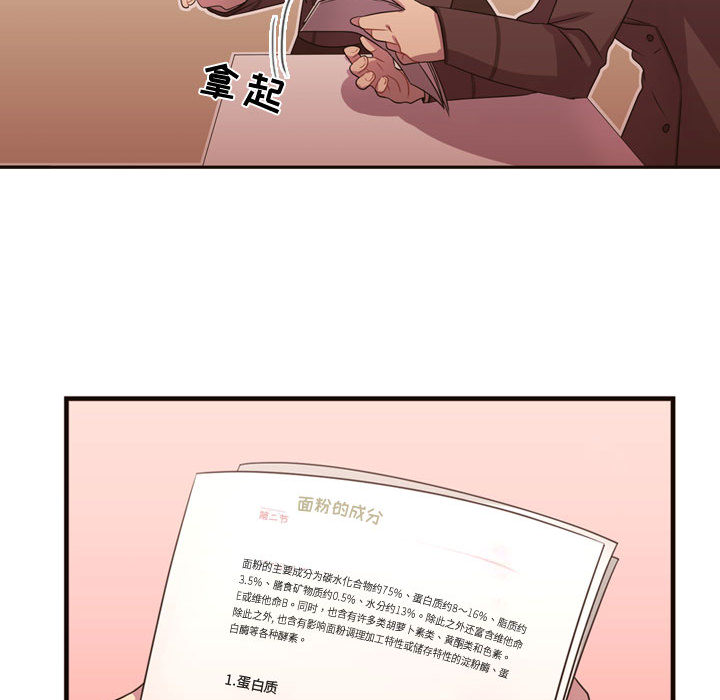 拿起
面粉的成分
第二节
面粉的主要成分为碳水化合物约75%、蛋白质约8～16%、脂质约
3.5%、膳食矿物质约0.5%、水分约13%。除此之外还富含维他命
E或维他命B。同时，也含有许多类胡萝卜素类、黄酮类和色素。
除此之外, 也含有影响面粉调理加工特性或储存特性的淀粉酶、蛋
白酶等各种酵素。
1.蛋白质